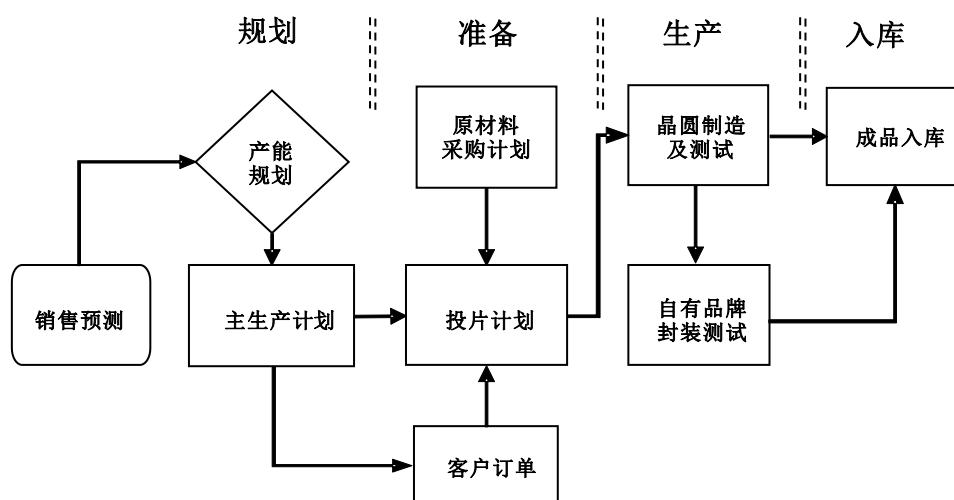 规划
准备
生产
入库
产能
规划
原材料
采购计划
晶圆制造
及测试
成品入库
销售预测
主生产计划
投片计划
自有品牌
封装测试
客户订单